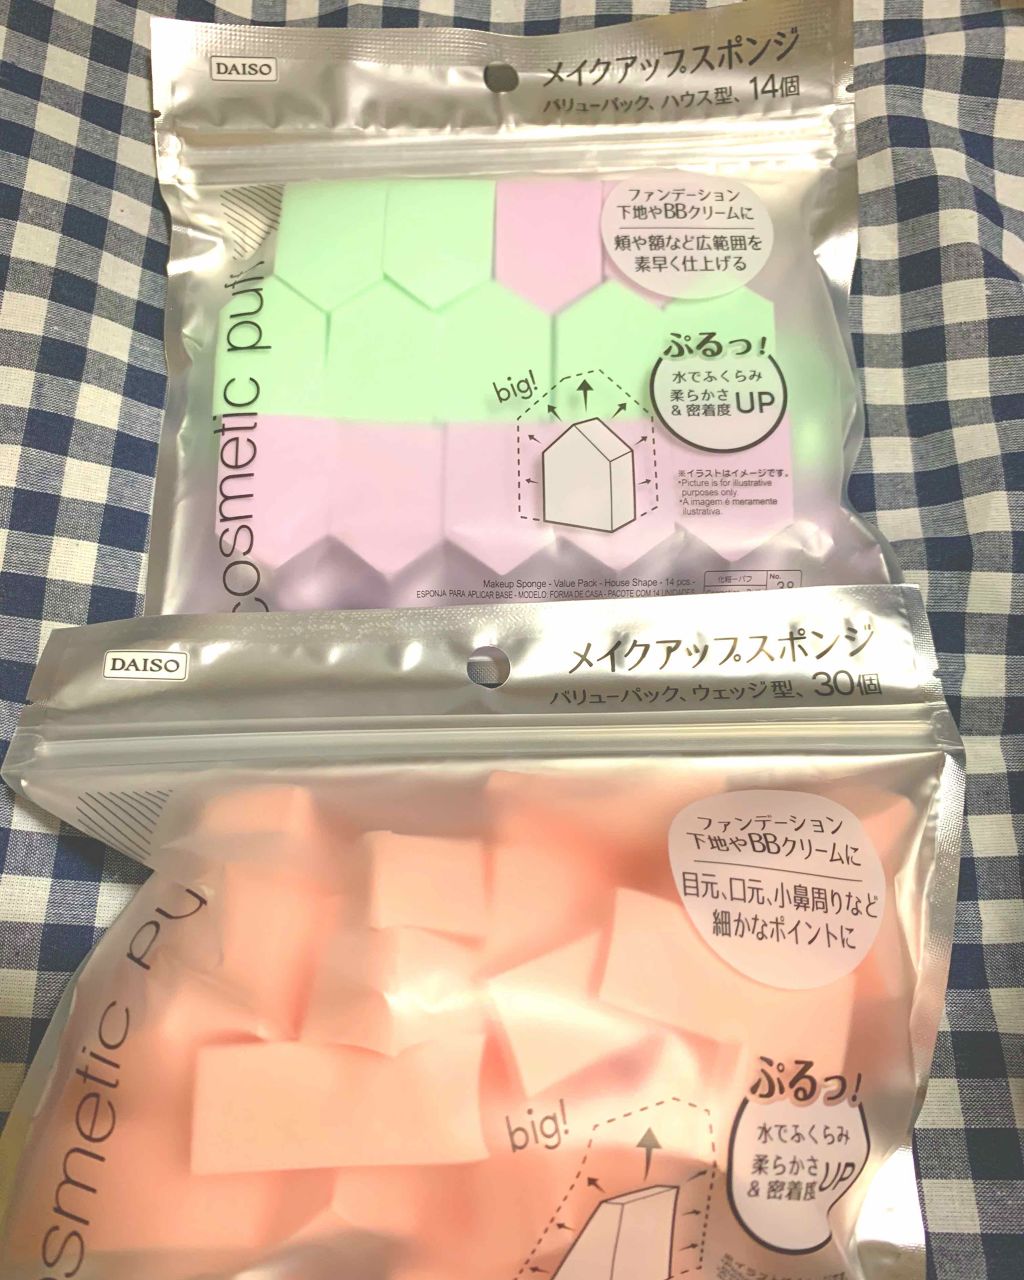 DAISO
メイクアップスポンジ
バリューパック、ハウス型、14個
ファンデーション
下地やBBクリームに
頬や額など広範囲を
素早く仕上げる
ぷるっ!
水でふくらみ
柔らかさ
& 密着度 UP
big!
※イラストはイメージです。
•Picture is for illustrative
purposes only.
•A imagem é meramente
ilustrativa.
cosmetic puff
Makeup Sponge - Value Pack - House Shape - 14 pcs.-
ESPONJA PARA APLICAR BASE - MODELO: FORMA DE CASA - PACOTE COM 14 UNIDADES
化粧パフ
No.
38
DAISO
メイクアップスポンジ
バリューパック、ウェッジ型、30個
ファンデーション
下地やBBクリームに
目元、口元、小鼻周りなど
細かなポイントに
ぷるっ!
水でふくらみ
柔らかさ
& 密着度 UP
big!
osmetic pu